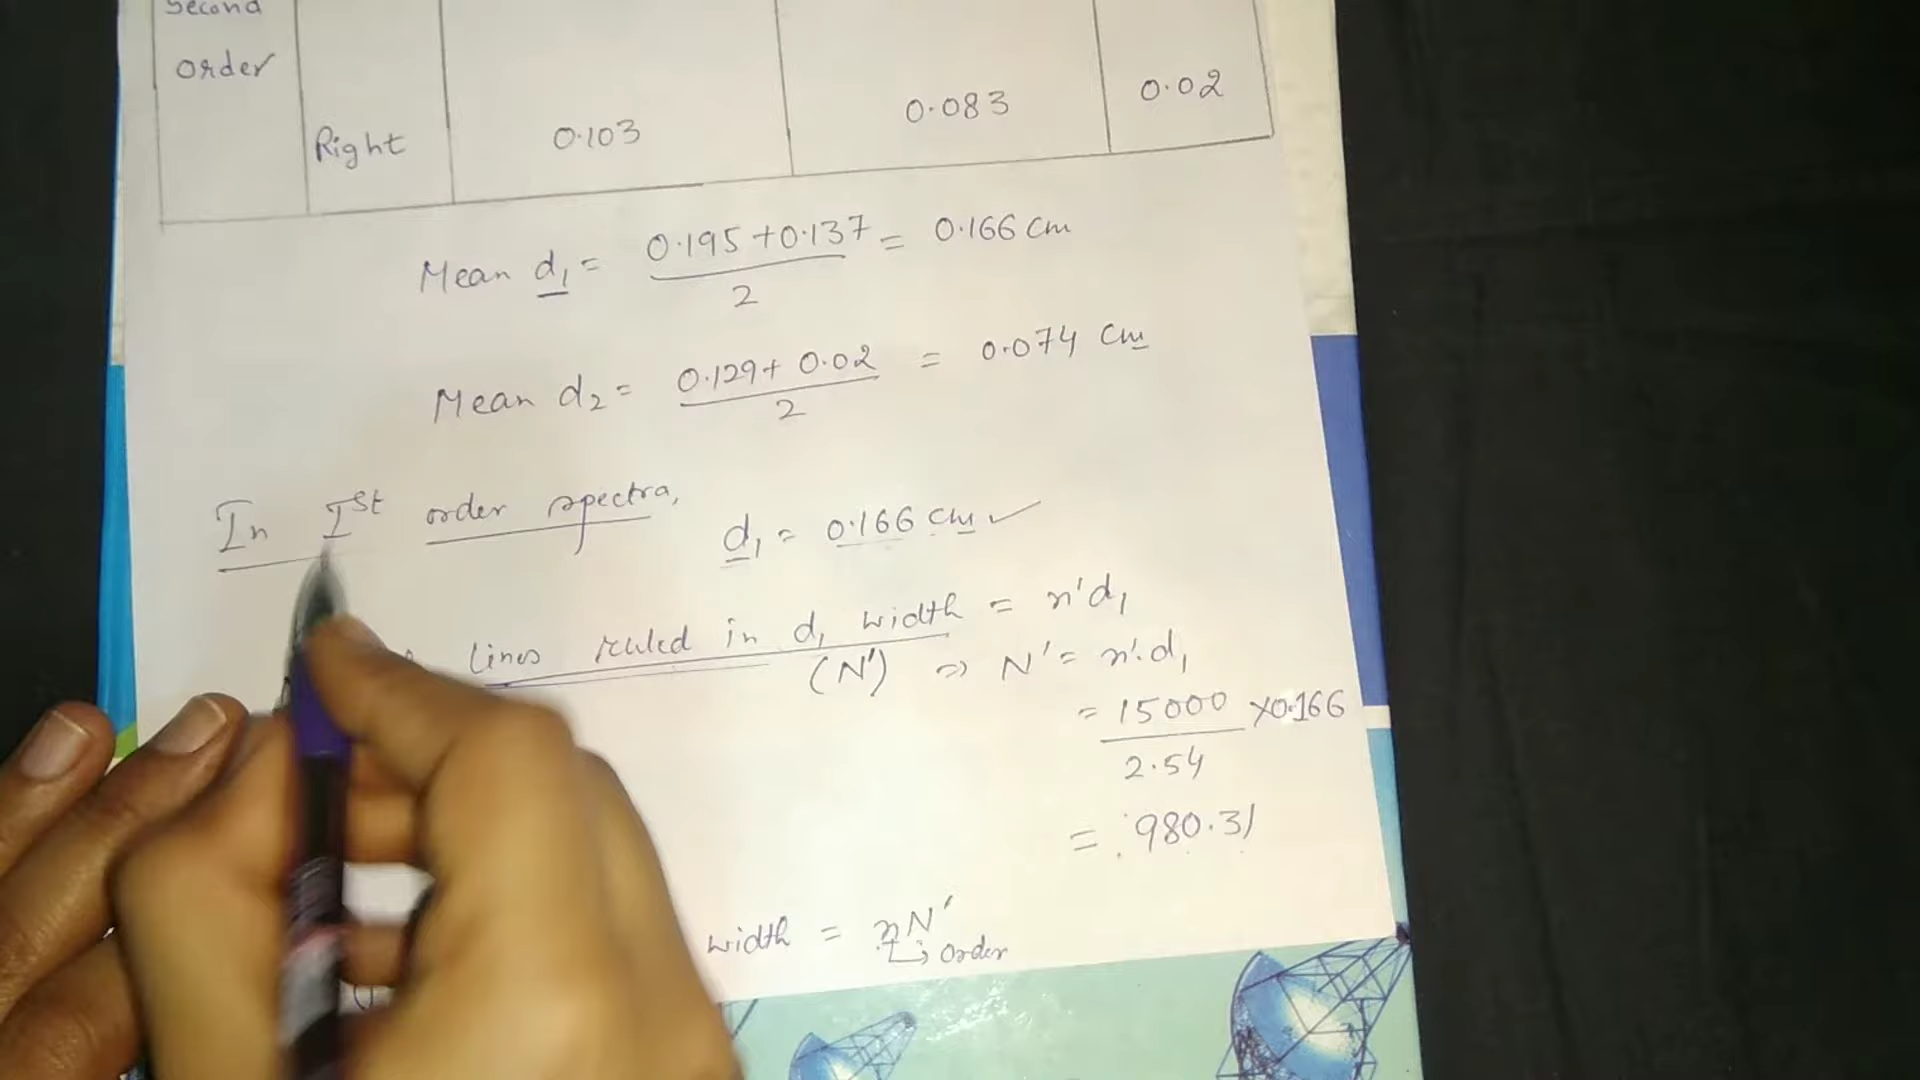 Second
order
Right 0.103 0.083 0.02
Mean d₁ = 0.195+0.137/2 = 0.166 cm
Mean d₂ = 0.129+ 0.02/2 = 0.074 cm
In Iˢᵗ order spectra, d₁ = 0.166 cm ✓
lines ruled in d₁ width = n'd₁
(N') => N' = n'.d₁
= 15000/2.54 X0.166
= 980.31
width = nN'
order